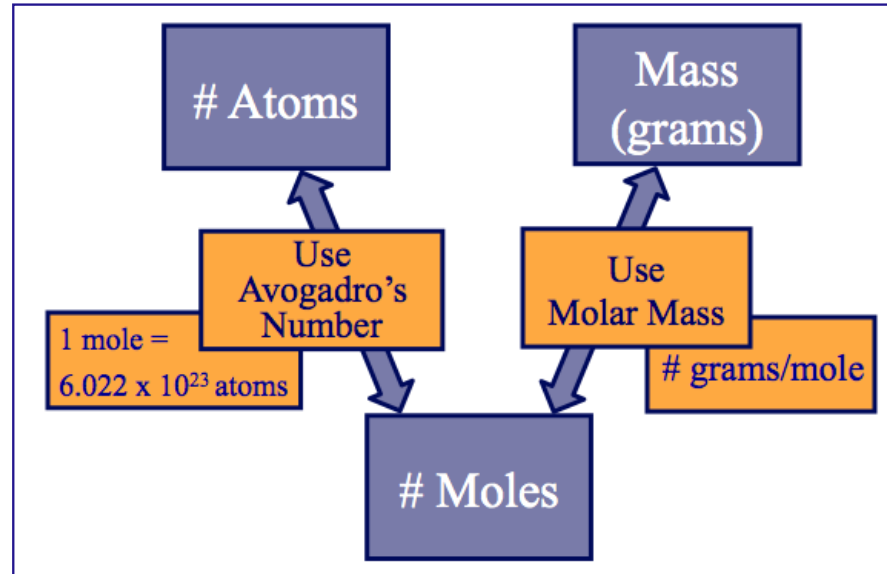 # Atoms
Mass
(grams)
Use
Avogadro’s
Number
Use
Molar Mass
1 mole =
6.022 x 10²³ atoms
# grams/mole
# Moles